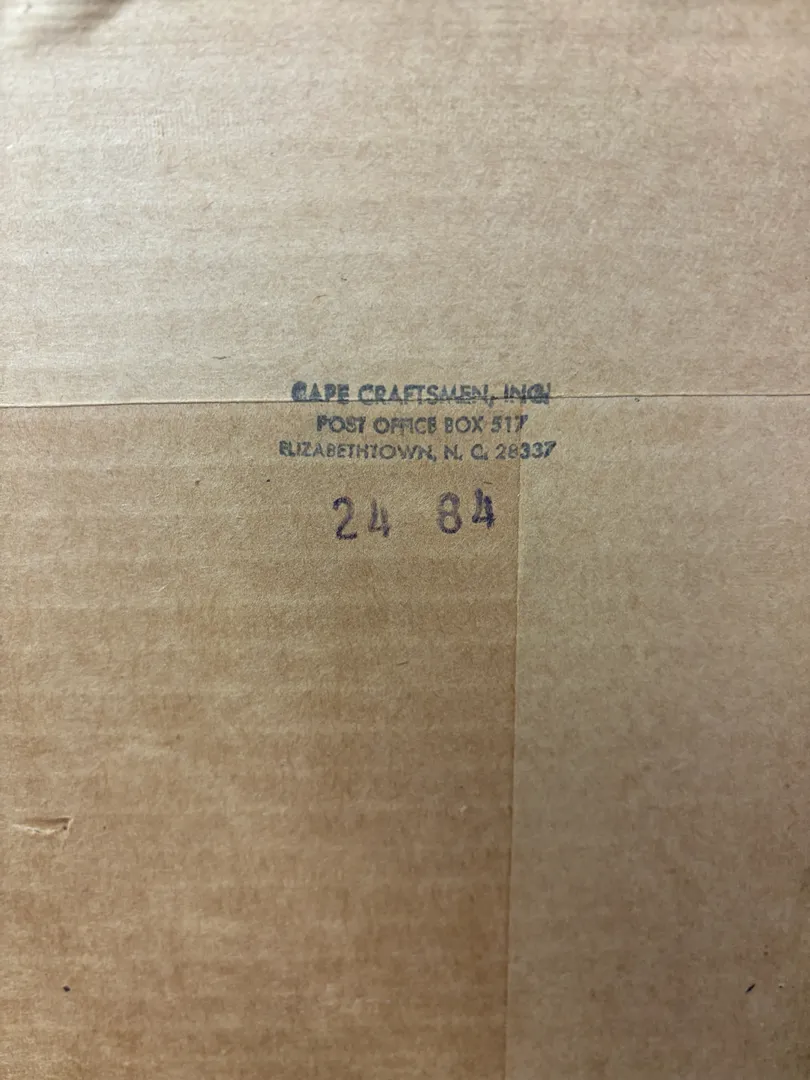 CAPE CRAFTSMEN, INC.
POST OFFICE BOX 517
ELIZABETHTOWN, N. C. 28337
24 84